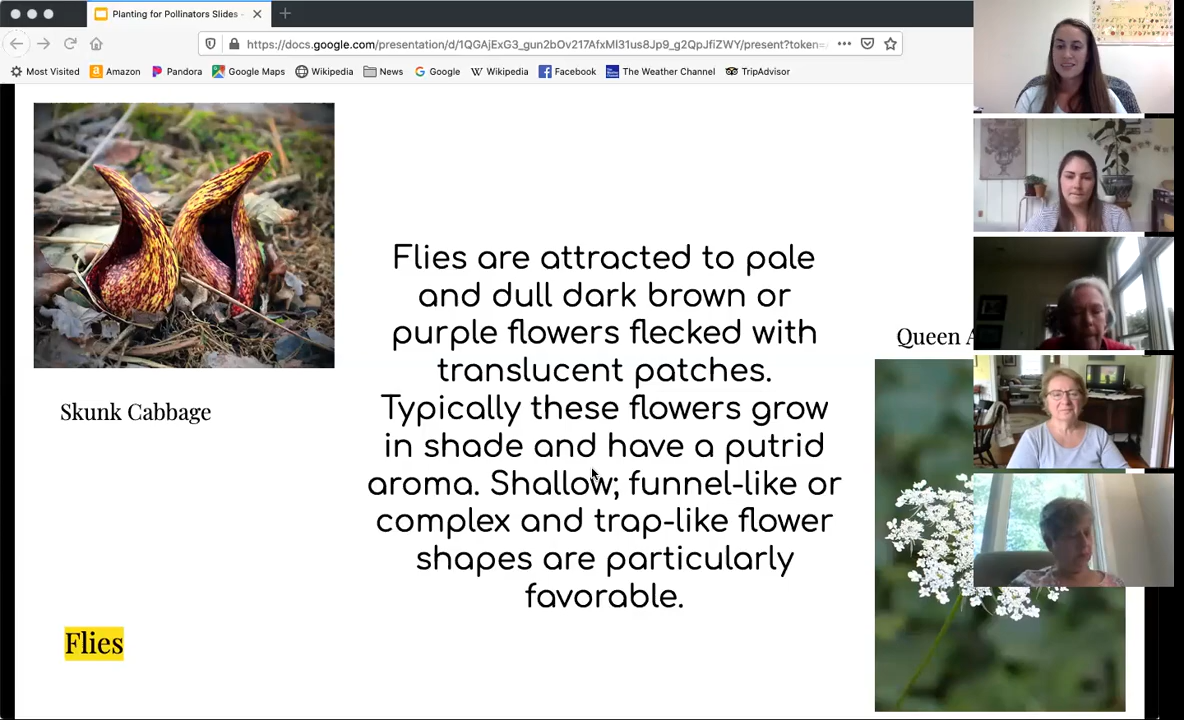 Planting for Pollinators Slides -
https://docs.google.com/presentation/d/1QGAjExG3_gun2bOv217AfxMl31us8Jp9_g2QpJfiZWY/present?token=
Most Visited Amazon Pandora Google Maps Wikipedia News Google Wikipedia Facebook The Weather Channel TripAdvisor
Flies are attracted to pale
and dull dark brown or
purple flowers flecked with
translucent patches.
Typically these flowers grow
in shade and have a putrid
aroma. Shallow; funnel-like or
complex and trap-like flower
shapes are particularly
favorable.
Skunk Cabbage
Queen A
Flies